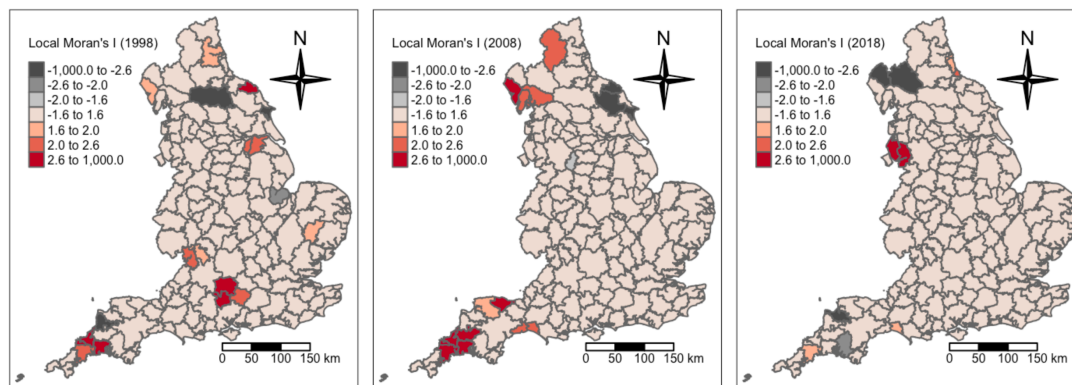 Local Moran's I (1998)
-1,000.0 to -2.6
-2.6 to -2.0
-2.0 to -1.6
-1.6 to 1.6
1.6 to 2.0
2.0 to 2.6
2.6 to 1,000.0
N
0 50 100 150 km
Local Moran's I (2008)
-1,000.0 to -2.6
-2.6 to -2.0
-2.0 to -1.6
-1.6 to 1.6
1.6 to 2.0
2.0 to 2.6
2.6 to 1,000.0
N
0 50 100 150 km
Local Moran's I (2018)
-1,000.0 to -2.6
-2.6 to -2.0
-2.0 to -1.6
-1.6 to 1.6
1.6 to 2.0
2.0 to 2.6
2.6 to 1,000.0
N
0 50 100 150 km